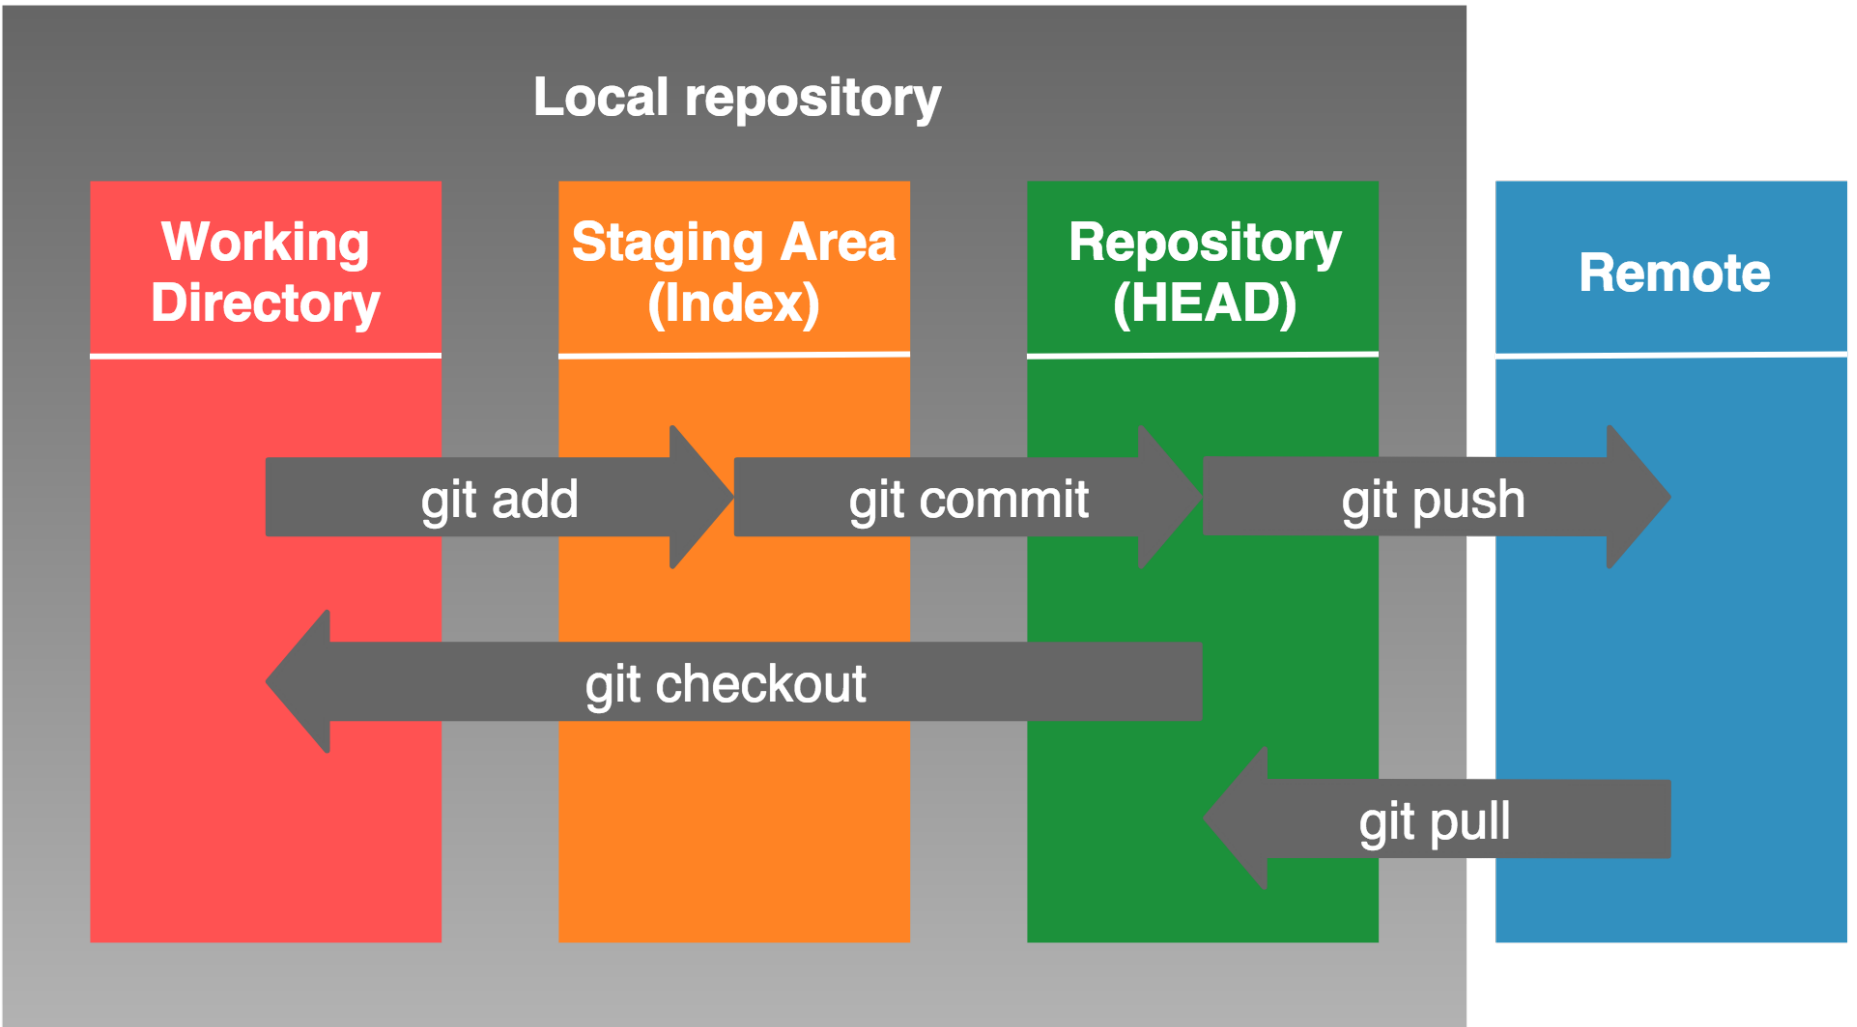 Local repository
Working
Directory
Staging Area
(Index)
Repository
(HEAD)
Remote
git add
git commit
git push
git checkout
git pull